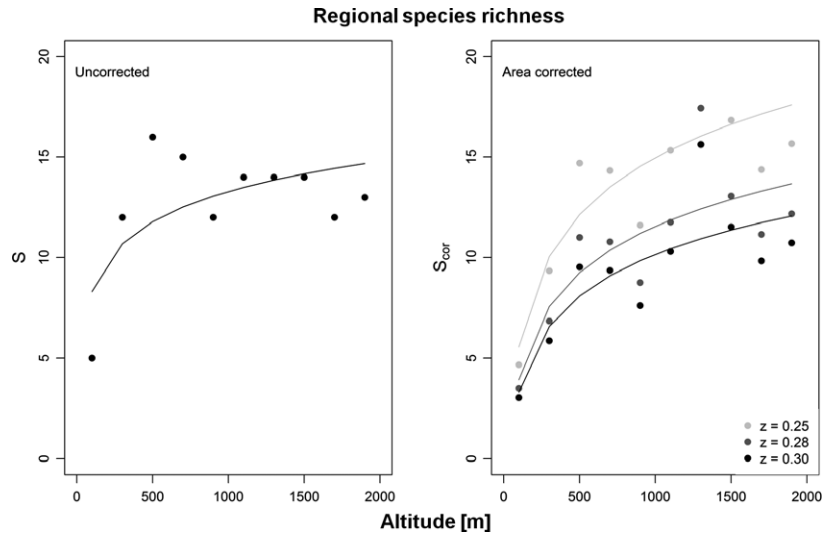 Regional species richness
Uncorrected
S
0
5
10
15
20
0
500
1000
1500
2000
Area corrected
Scor
0
5
10
15
20
0
500
1000
1500
2000
z = 0.25
z = 0.28
z = 0.30
Altitude [m]